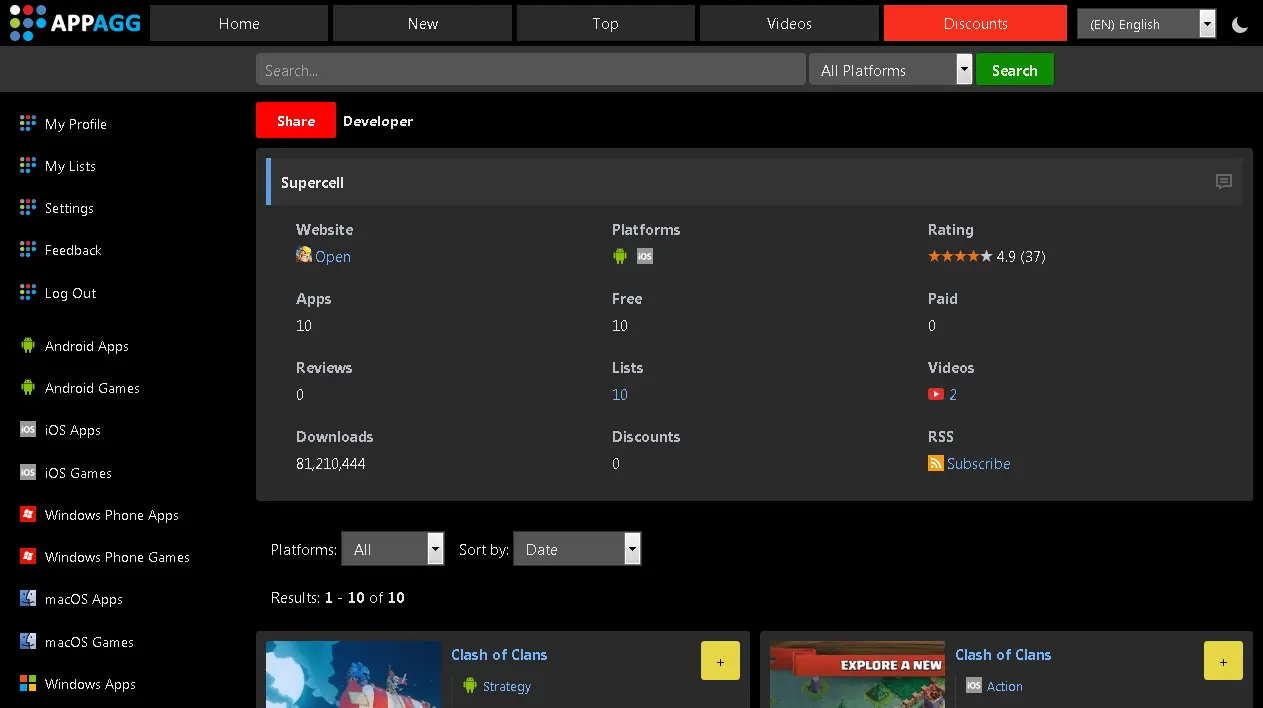 APPAGG Home New Top Videos Discounts (EN) English
Search... All Platforms Search
My Profile
My Lists
Settings
Feedback
Log Out
Android Apps
Android Games
iOS iOS Apps
iOS iOS Games
Windows Phone Apps
Windows Phone Games
macOS Apps
macOS Games
Windows Apps
Share Developer
Supercell
Website Platforms Rating
Open iOS 4.9 (37)
Apps Free Paid
10 10 0
Reviews Lists Videos
0 10 2
Downloads Discounts RSS
81,210,444 0 Subscribe
Platforms: All Sort by: Date
Results: 1 - 10 of 10
Clash of Clans +
Strategy
EXPLORE A NEW
Clash of Clans +
iOS Action